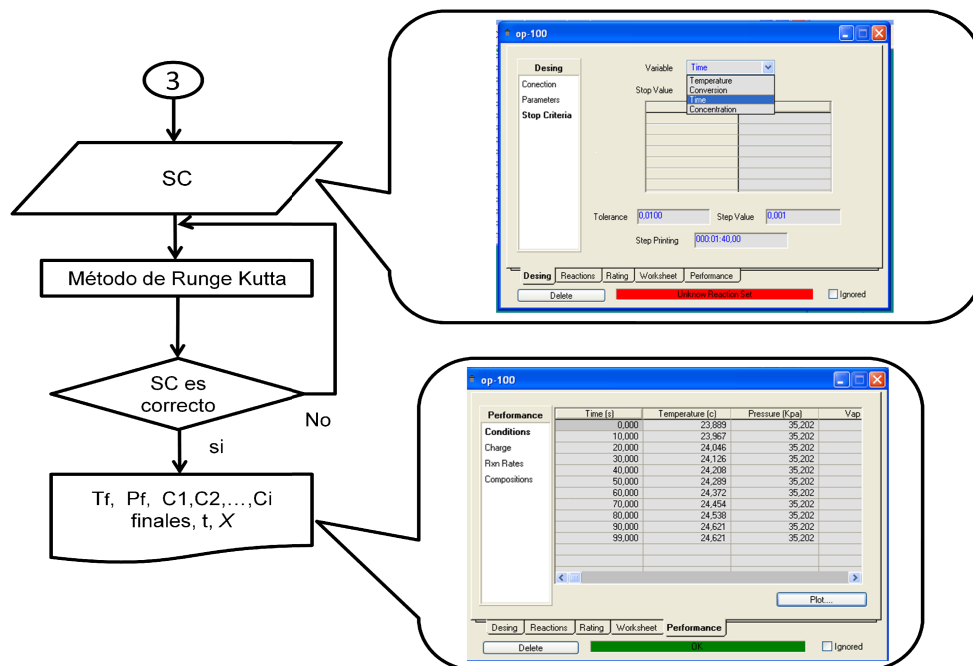 3
SC
Método de Runge Kutta
SC es
correcto
No
si
Tf, Pf, C1,C2,...,Ci
finales, t, X
op-100
Desing
Conection
Parameters
Stop Criteria
Variable Time
Temperature
Conversion
Time
Concentration
Stop Value
Tolerance 0,0100 Step Value 0,001
Step Printing 000:01:40,00
Desing Reactions Rating Worksheet Performance
Delete Unknow Reaction Set Ignored
op-100
Performance
Conditions
Charge
Rxn Rates
Compositions
Time (s) Temperature (c) Pressure (Kpa) Vap
0,000 23,889 35,202
10,000 23,967 35,202
20,000 24,046 35,202
30,000 24,126 35,202
40,000 24,208 35,202
50,000 24,289 35,202
60,000 24,372 35,202
70,000 24,454 35,202
80,000 24,538 35,202
90,000 24,621 35,202
99,000 24,621 35,202
Plot....
Desing Reactions Rating Worksheet Performance
Delete OK Ignored